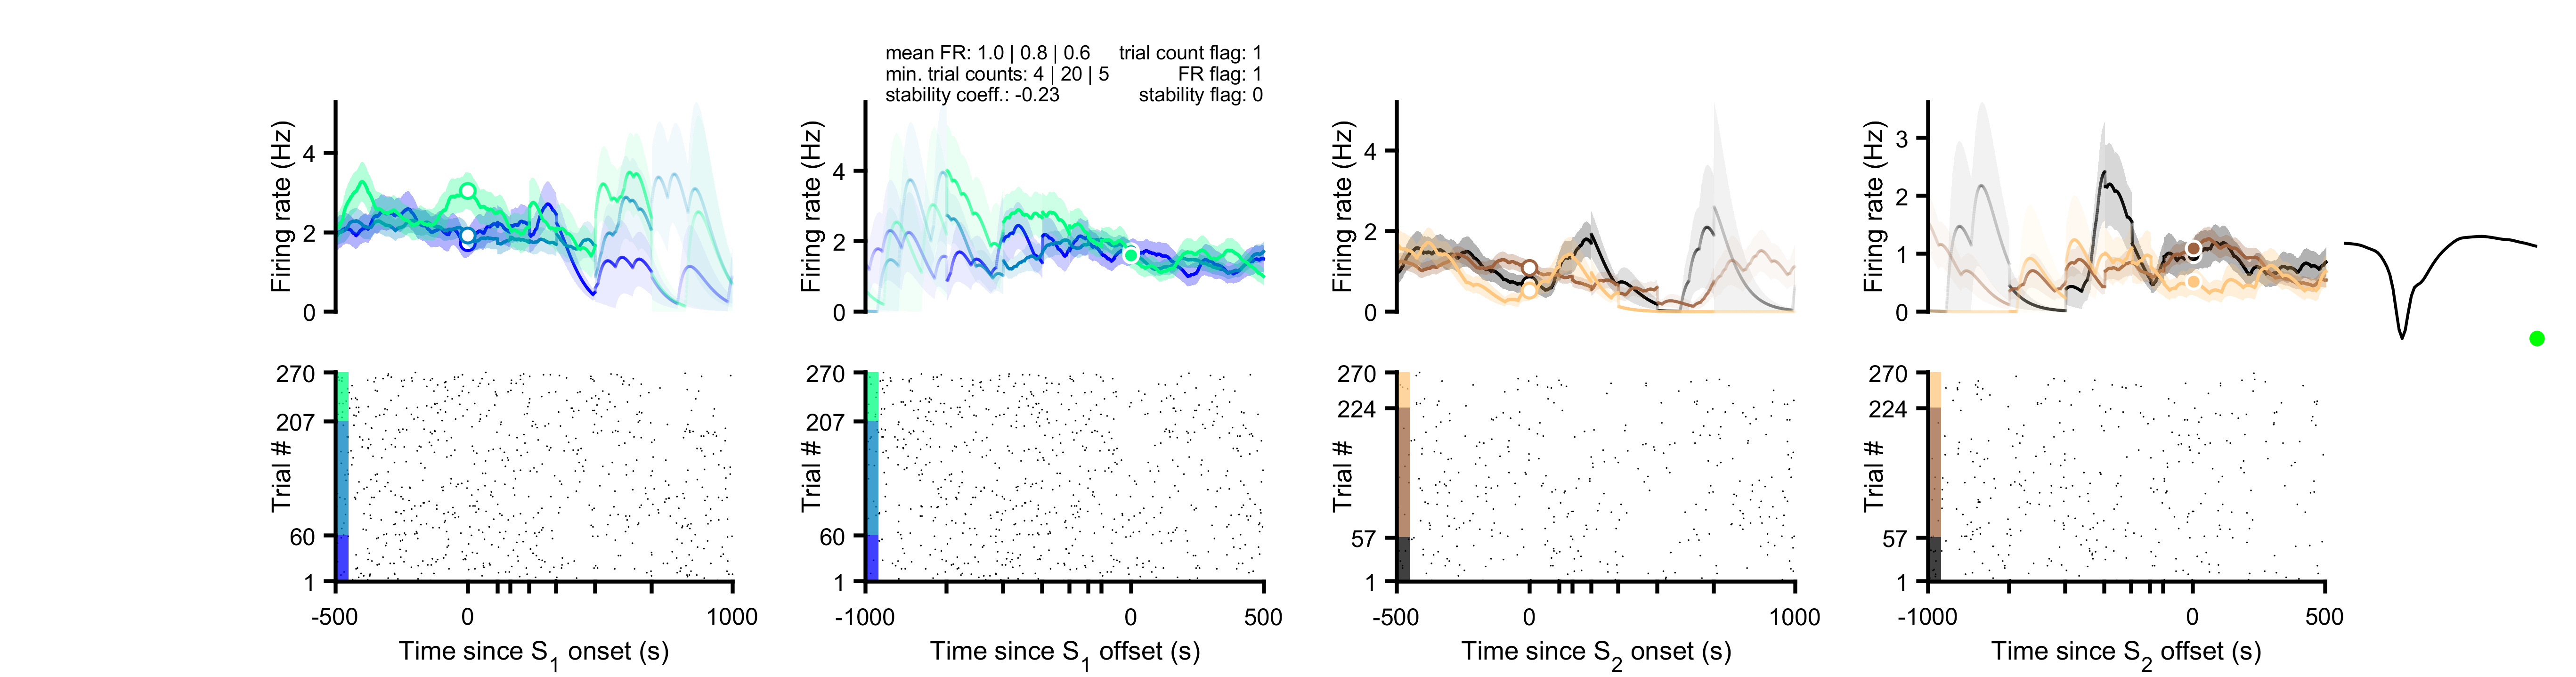 mean FR: 1.0 | 0.8 | 0.6 trial count flag: 1
min. trial counts: 4 | 20 | 5 FR flag: 1
stability coeff.: -0.23 stability flag: 0
Firing rate (Hz)
4
2
0
Firing rate (Hz)
4
2
0
Firing rate (Hz)
4
2
0
Firing rate (Hz)
3
2
1
0
Trial #
270
207
60
1
-500 0 1000
Time since S1 onset (s)
Trial #
270
207
60
1
-1000 0 500
Time since S1 offset (s)
Trial #
270
224
57
1
-500 0 1000
Time since S2 onset (s)
Trial #
270
224
57
1
-1000 0 500
Time since S2 offset (s)